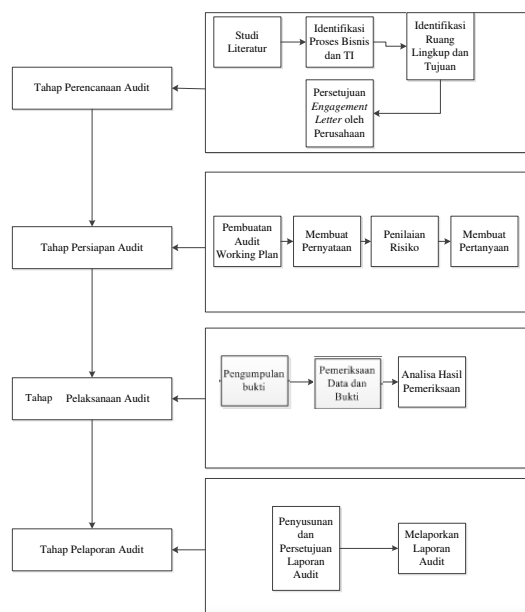 Tahap Perencanaan Audit
Studi
Literatur
Identifikasi
Proses Bisnis
dan TI
Identifikasi
Ruang
Lingkup dan
Tujuan
Persetujuan
Engagement
Letter oleh
Perusahaan
Tahap Persiapan Audit
Pembuatan
Audit
Working Plan
Membuat
Pernyataan
Penilaian
Risiko
Membuat
Pertanyaan
Tahap Pelaksanaan Audit
Pengumpulan
bukti
Pemeriksaan
Data dan
Bukti
Analisa Hasil
Pemeriksaan
Tahap Pelaporan Audit
Penyusunan
dan
Persetujuan
Laporan
Audit
Melaporkan
Laporan
Audit